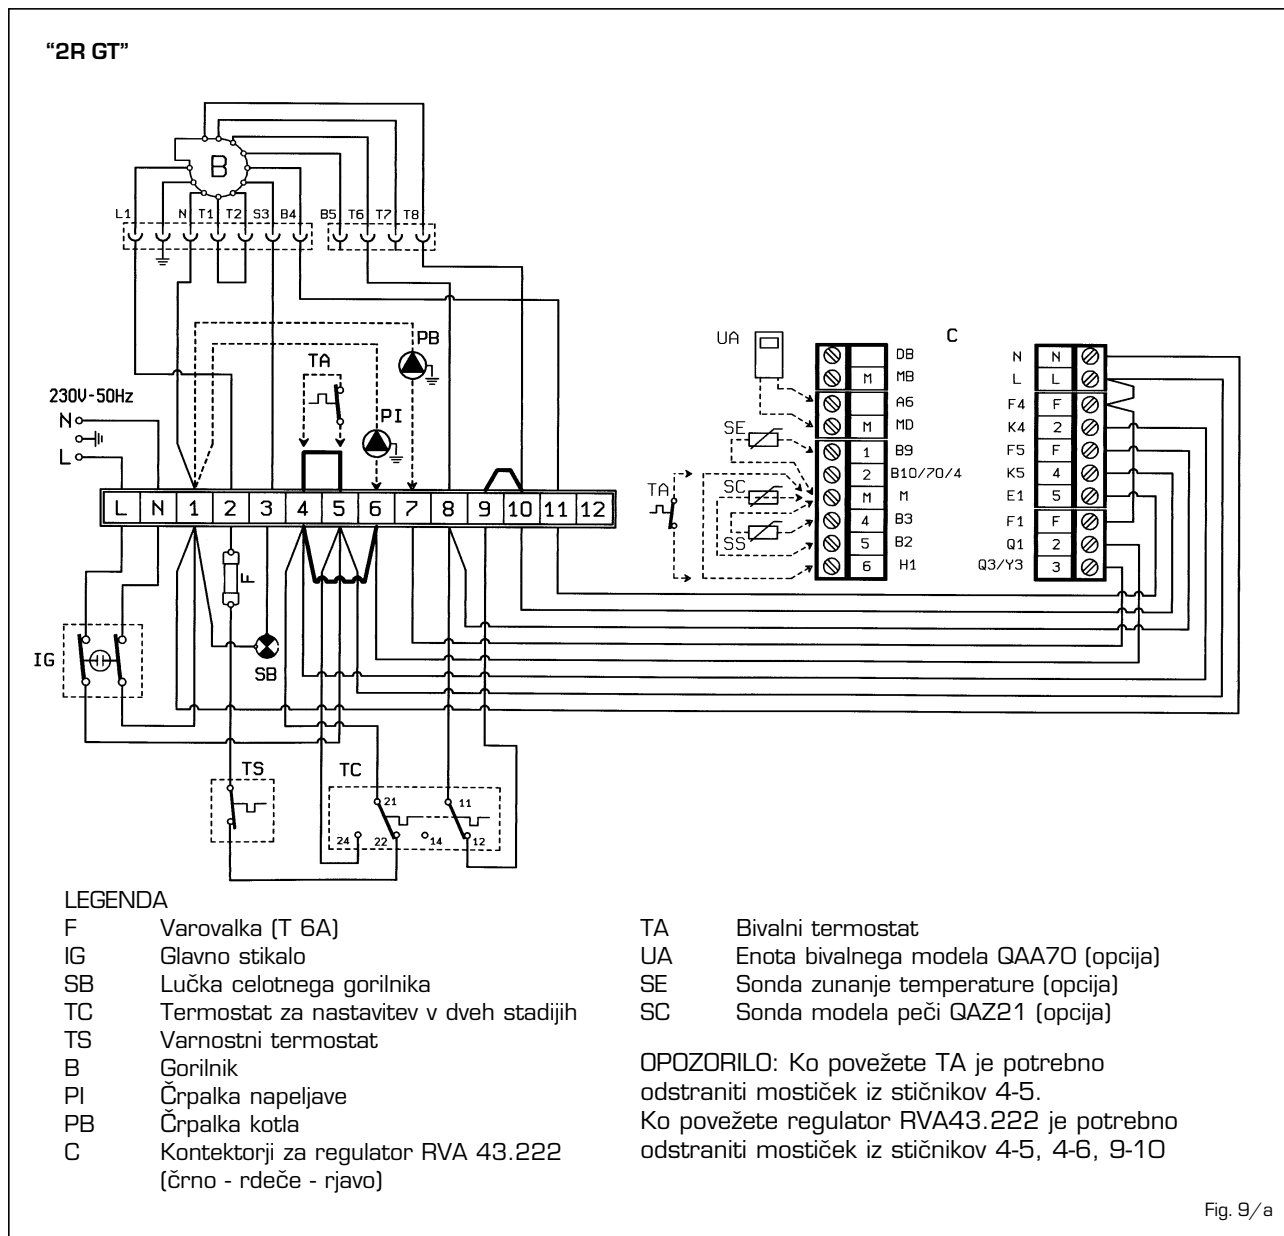 “2R GT”
B
L1 N T1 T2 S3 B4 B5 T6 T7 T8
PB
TA
PI
230V-50Hz
N
L
L N 1 2 3 4 5 6 7 8 9 10 11 12
F
IG
SB
TS
TC
21
11
24 22 14 12
UA
C
DB
M MB
A6
M MD
SE
1 B9
2 B10/70/4
SC
TA
M M
4 B3
SS
5 B2
6 H1
N N
L L
F4 F
K4 2
F5 F
K5 4
E1 5
F1 F
Q1 2
Q3/Y3 3
LEGENDA
F Varovalka (T 6A)
IG Glavno stikalo
SB Lučka celotnega gorilnika
TC Termostat za nastavitev v dveh stadijih
TS Varnostni termostat
B Gorilnik
PI Črpalka napeljave
PB Črpalka kotla
C Kontektorji za regulator RVA 43.222
(črno - rdeče - rjavo)
TA Bivalni termostat
UA Enota bivalnega modela QAA70 (opcija)
SE Sonda zunanje temperature (opcija)
SC Sonda modela peči QAZ21 (opcija)
OPOZORILO: Ko povežete TA je potrebno
odstraniti mostiček iz stičnikov 4-5.
Ko povežete regulator RVA43.222 je potrebno
odstraniti mostiček iz stičnikov 4-5, 4-6, 9-10
Fig. 9/a